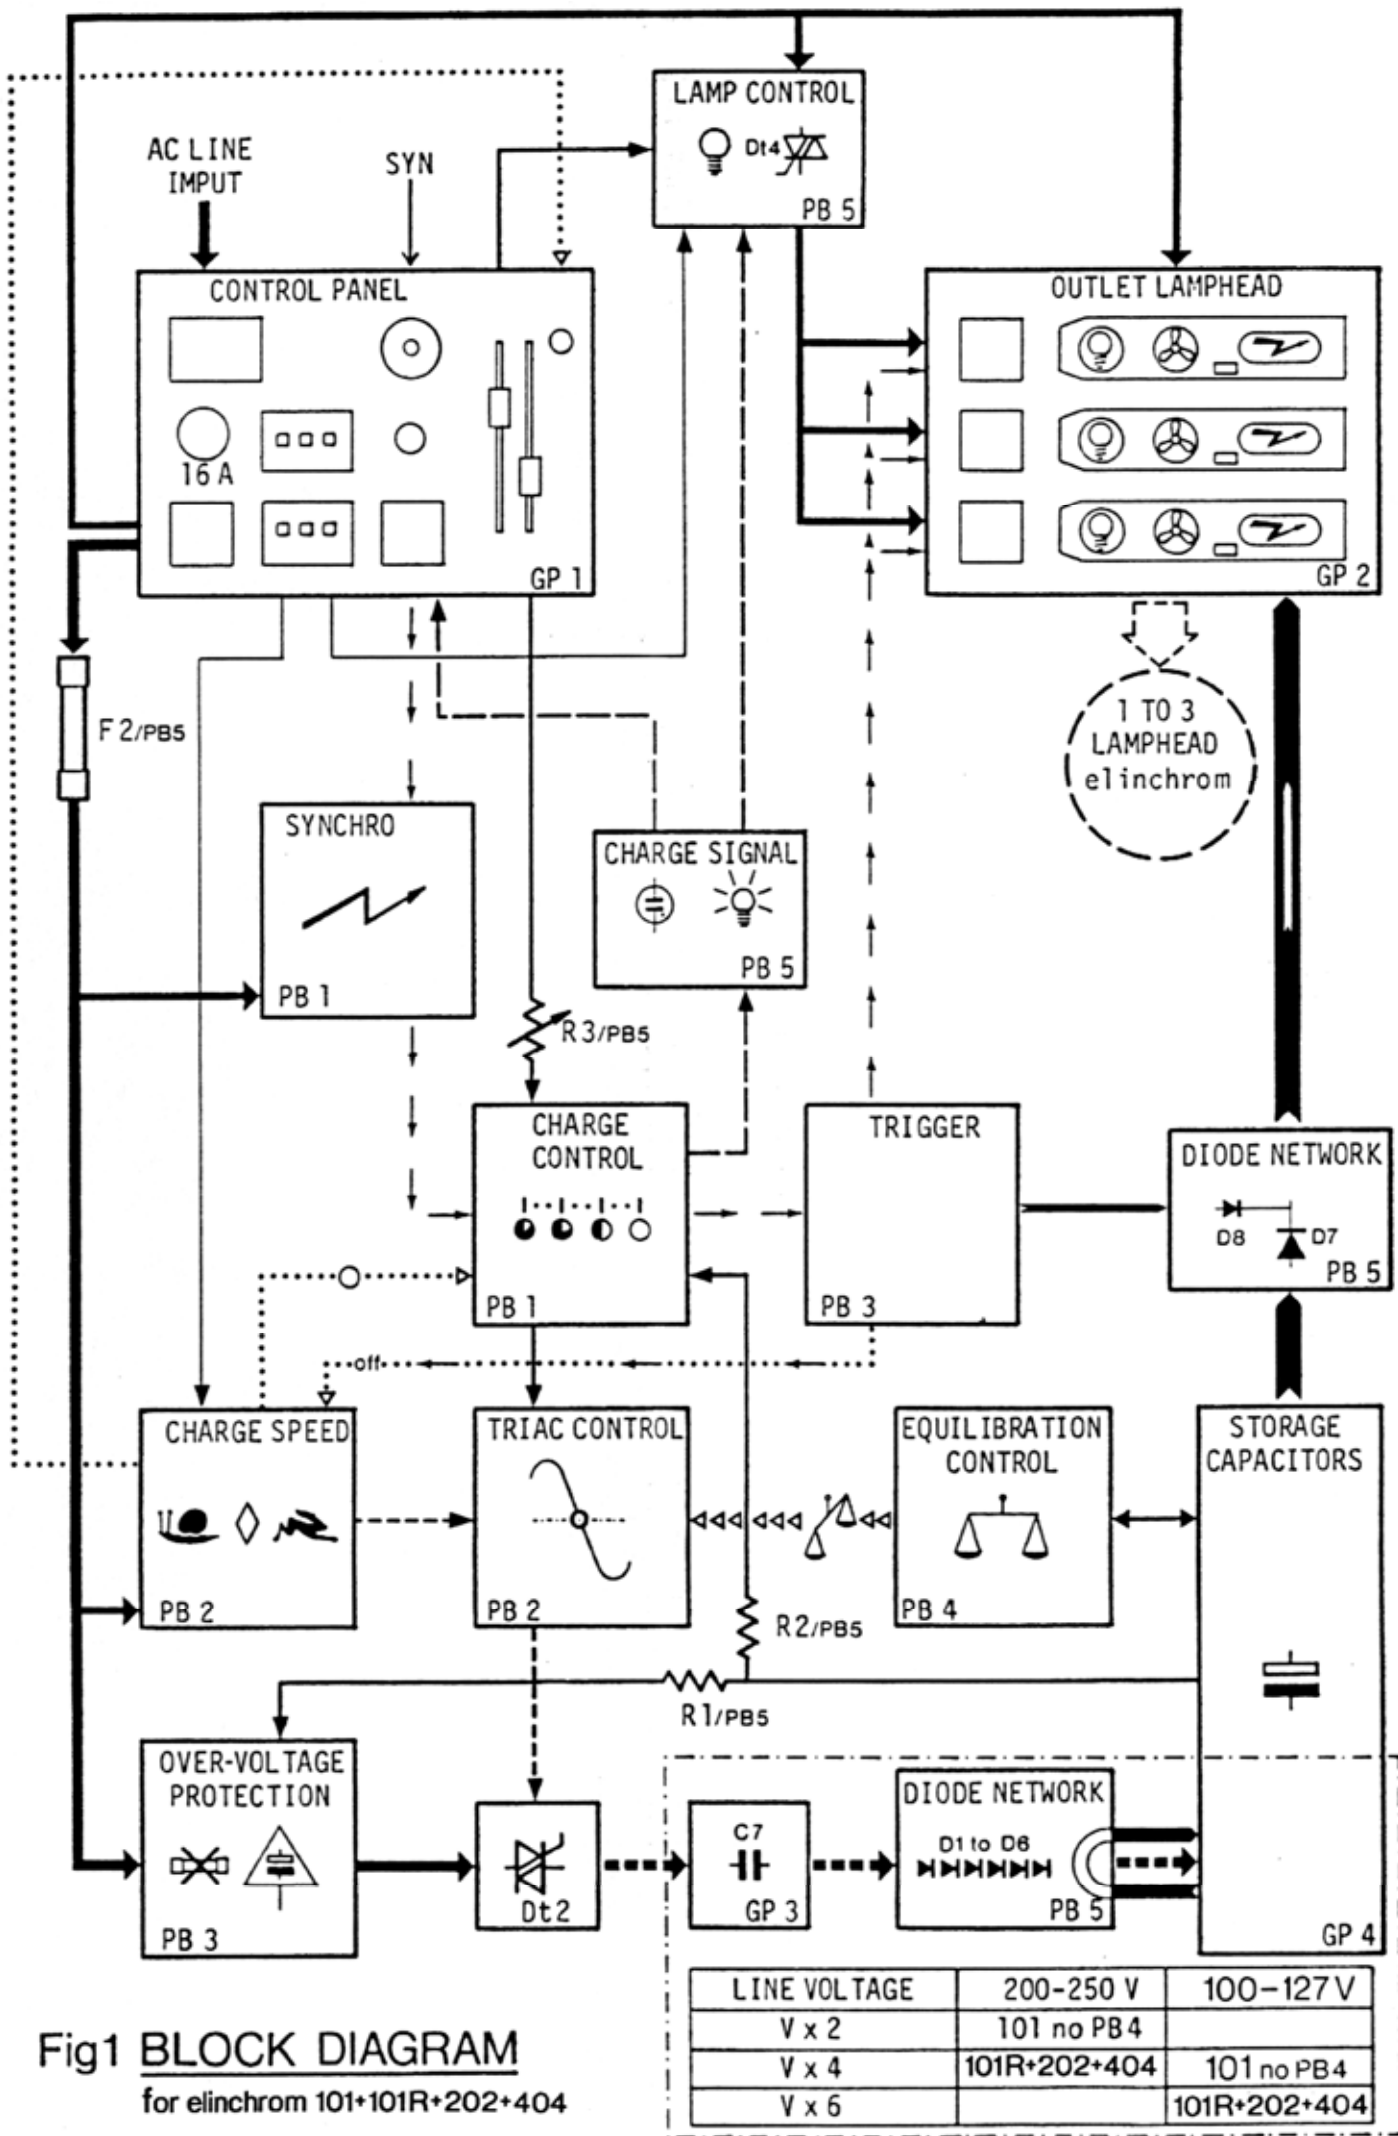 LAMP CONTROL
Dt4
PB 5
AC LINE
IMPUT
SYN
CONTROL PANEL
16 A
GP 1
OUTLET LAMPHEAD
GP 2
F2/PB5
1 TO 3
LAMPHEAD
elinchrom
SYNCHRO
PB 1
CHARGE SIGNAL
PB 5
R3/PB5
CHARGE
CONTROL
PB 1
TRIGGER
PB 3
DIODE NETWORK
D8
D7
PB 5
off
CHARGE SPEED
PB 2
TRIAC CONTROL
PB 2
EQUILIBRATION
CONTROL
PB 4
STORAGE
CAPACITORS
GP 4
R2/PB5
R1/PB5
OVER-VOLTAGE
PROTECTION
PB 3
Dt2
C7
GP 3
DIODE NETWORK
D1 to D6
PB 5
LINE VOLTAGE 200-250 V 100-127V
V x 2 101 no PB4
V x 4 101R+202+404 101 no PB4
V x 6 101R+202+404
Fig1 BLOCK DIAGRAM
for elinchrom 101+101R+202+404